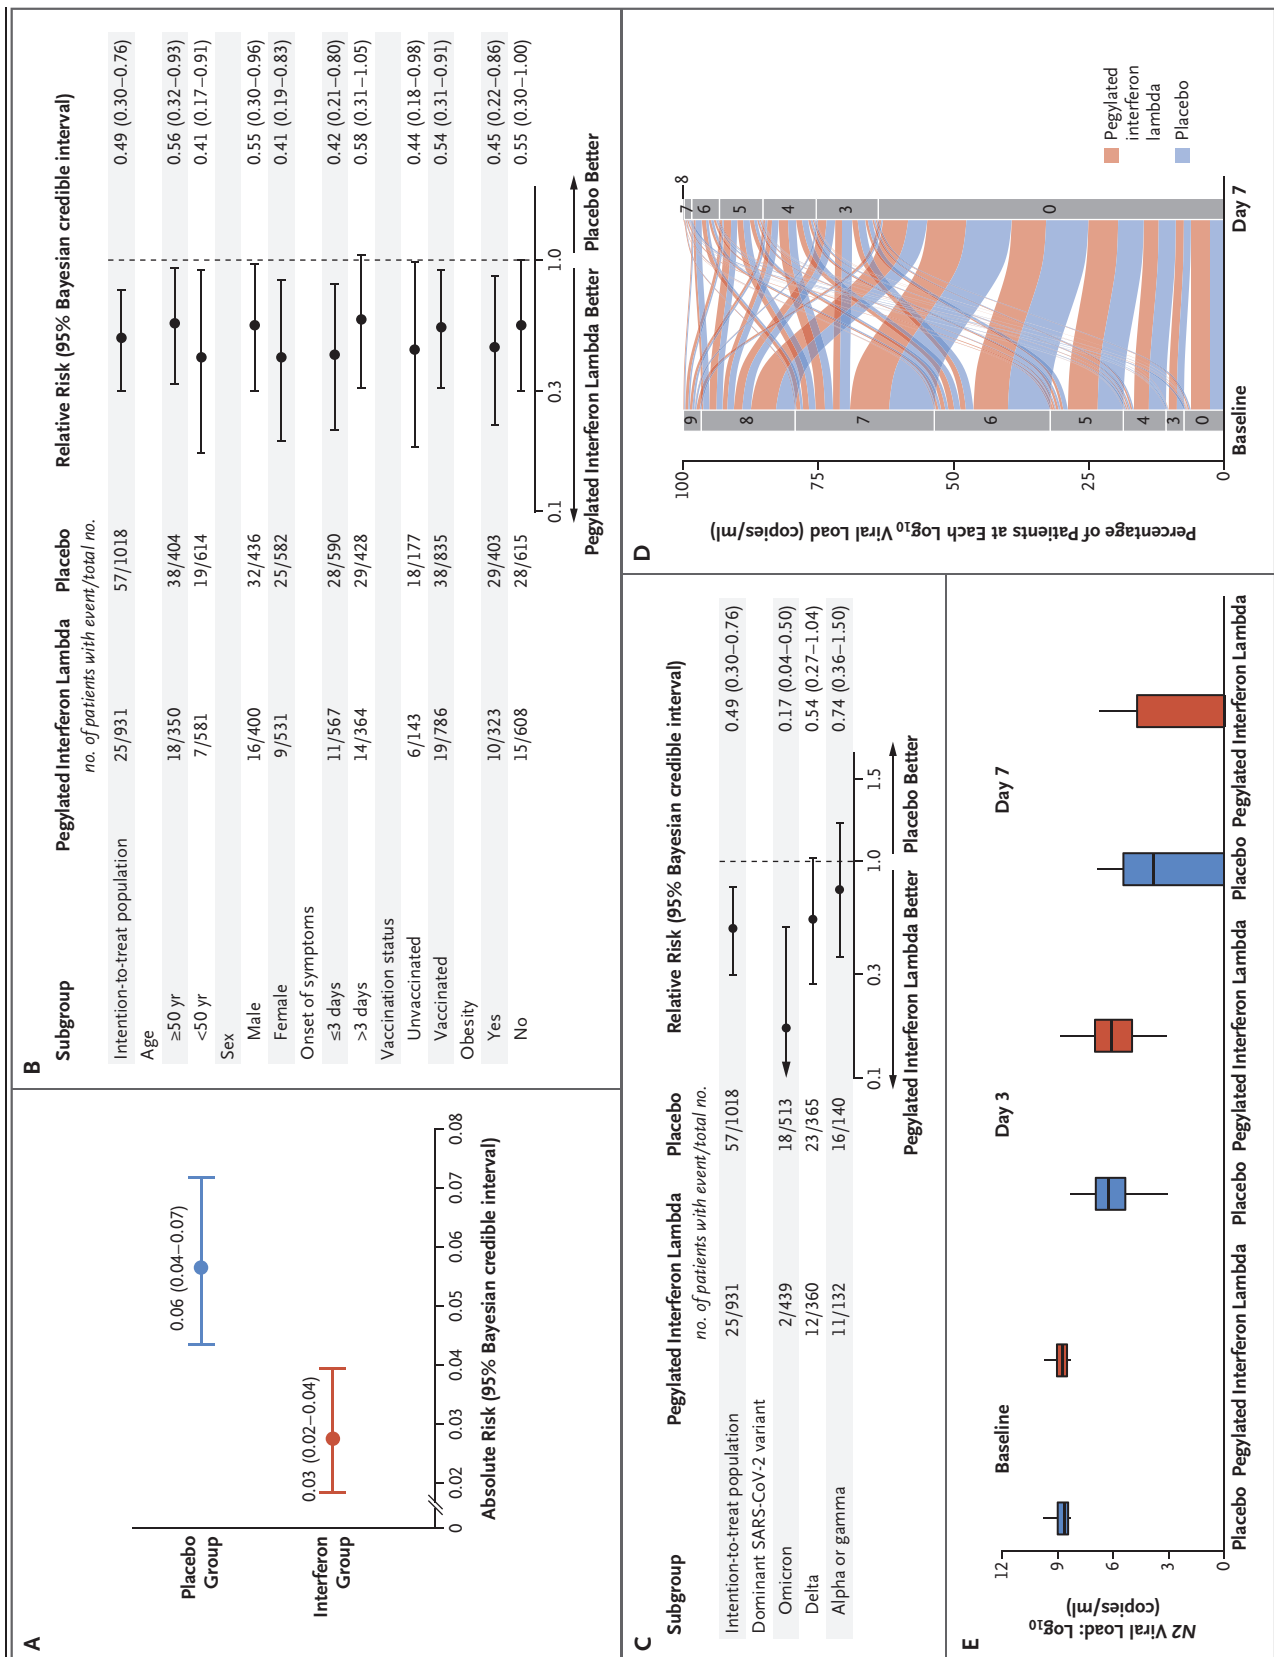 A
Placebo
Group
Interferon
Group
0.06 (0.04–0.07)
0.03 (0.02–0.04)
0 0.02 0.03 0.04 0.05 0.06 0.07 0.08
Absolute Risk (95% Bayesian credible interval)
B
Subgroup Pegylated Interferon Lambda Placebo Relative Risk (95% Bayesian credible interval)
no. of patients with event/total no.
Intention-to-treat population 25/931 57/1018 0.49 (0.30–0.76)
Age
≥50 yr 18/350 38/404 0.56 (0.32–0.93)
<50 yr 7/581 19/614 0.41 (0.17–0.91)
Sex
Male 16/400 32/436 0.55 (0.30–0.96)
Female 9/531 25/582 0.41 (0.19–0.83)
Onset of symptoms
≤3 days 11/567 28/590 0.42 (0.21–0.80)
>3 days 14/364 29/428 0.58 (0.31–1.05)
Vaccination status
Unvaccinated 6/143 18/177 0.44 (0.18–0.98)
Vaccinated 19/786 38/835 0.54 (0.31–0.91)
Obesity
Yes 10/323 29/403 0.45 (0.22–0.86)
No 15/608 28/615 0.55 (0.30–1.00)
0.1 0.3 1.0
Pegylated Interferon Lambda Better Placebo Better
C
Subgroup Pegylated Interferon Lambda Placebo Relative Risk (95% Bayesian credible interval)
no. of patients with event/total no.
Intention-to-treat population 25/931 57/1018 0.49 (0.30–0.76)
Dominant SARS-CoV-2 variant
Omicron 2/439 18/513 0.17 (0.04–0.50)
Delta 12/360 23/365 0.54 (0.27–1.04)
Alpha or gamma 11/132 16/140 0.74 (0.36–1.50)
0.1 0.3 1.0 1.5
Pegylated Interferon Lambda Better Placebo Better
D
Percentage of Patients at Each Log10 Viral Load (copies/ml)
100
75
50
25
0
9
8
7
6
5
4
3
0
8
7
6
5
4
3
0
Baseline Day 7
Pegylated
interferon
lambda
Placebo
E
N2 Viral Load: Log10
(copies/ml)
12
9
6
3
0
Baseline Day 3 Day 7
Placebo Pegylated Interferon Lambda Placebo Pegylated Interferon Lambda Placebo Pegylated Interferon Lambda